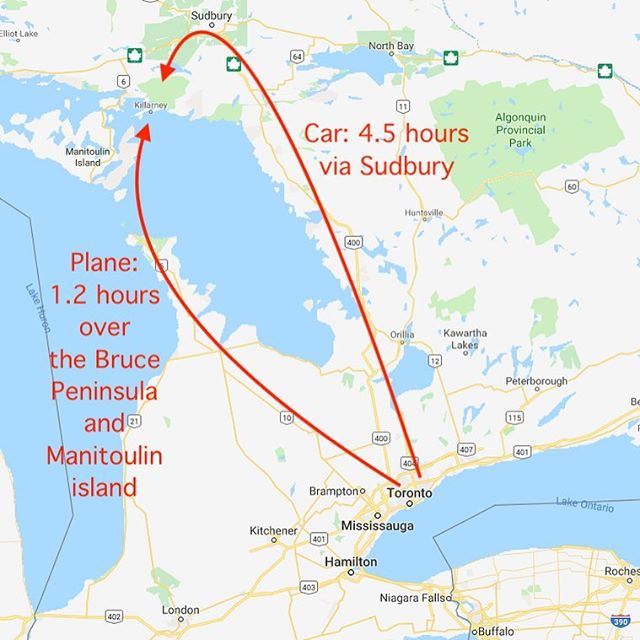 Sudbury
Elliot Lake
North Bay
64
6
Killarney
11
Car: 4.5 hours
via Sudbury
Algonquin
Provincial
Park
Manitoulin
Island
60
Huntsville
400
Plane:
1.2 hours
over
the Bruce
Peninsula
and
Manitoulin
island
6
Lake Huron
Orillia
Kawartha
Lakes
12
Peterborough
10
115
21
400
407
401
404
Brampton
Toronto
Mississauga
Lake Ontario
Kitchener
401
Hamilton
403
Niagara Falls
402
London
Buffalo
390